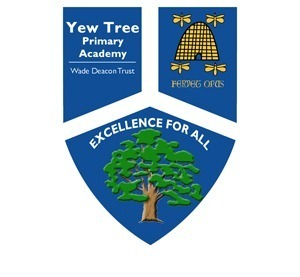 Yew Tree
Primary
Academy
Wade Deacon Trust
FERVET OPUS
EXCELLENCE FOR ALL